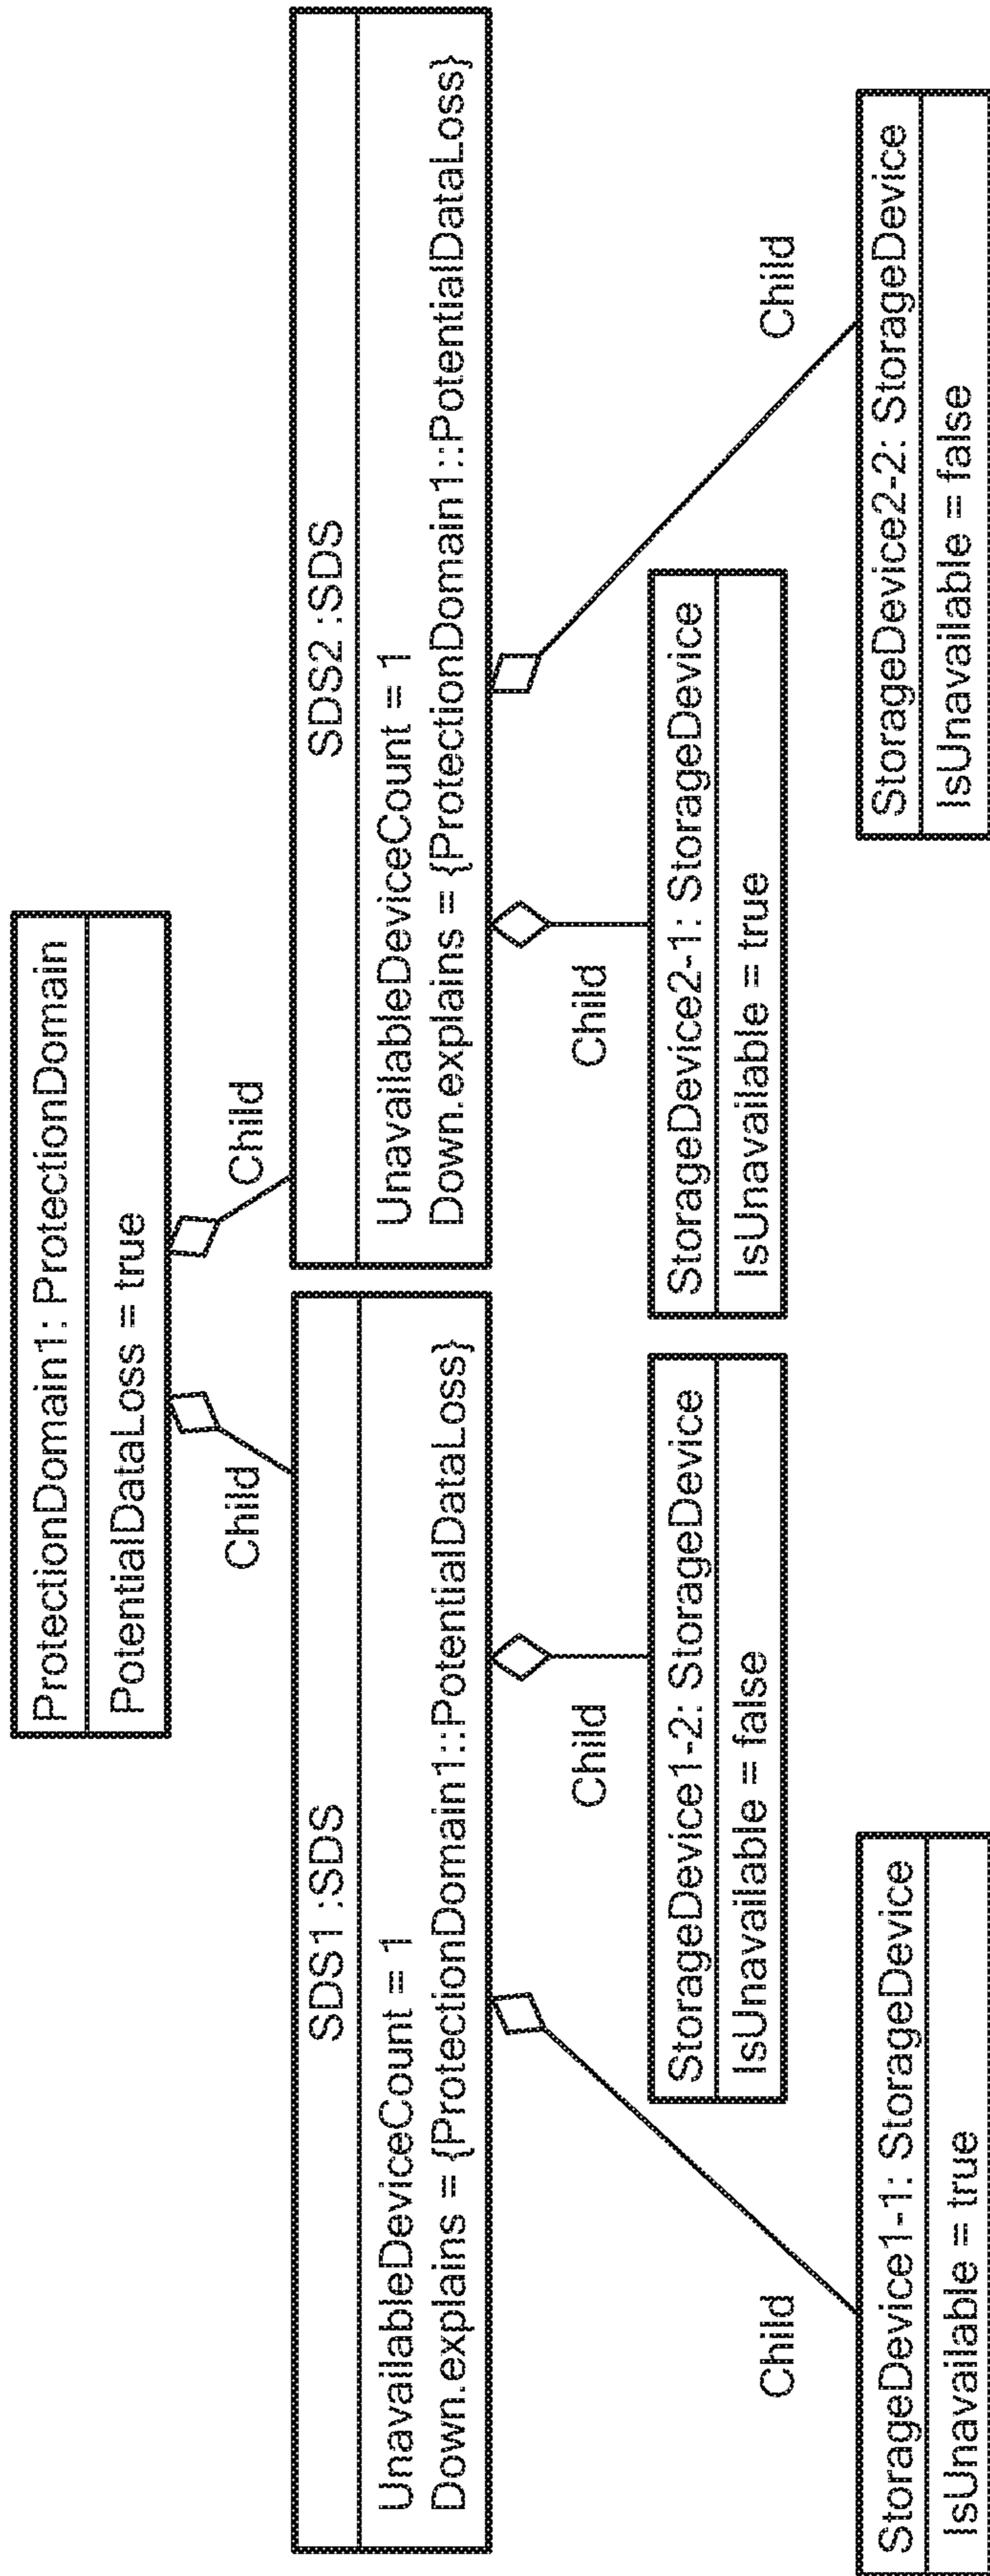 ProtectionDomain1: ProtectionDomain
PotentialDataLoss = true
Child
Child
SDS1 :SDS
UnavailableDeviceCount = 1
Down.explains = {ProtectionDomain1::PotentialDataLoss}
SDS2 :SDS
UnavailableDeviceCount = 1
Down.explains = {ProtectionDomain1::PotentialDataLoss}
Child
Child
Child
Child
StorageDevice1-2: StorageDevice
IsUnavailable = false
StorageDevice2-1: StorageDevice
IsUnavailable = true
StorageDevice1-1: StorageDevice
IsUnavailable = true
StorageDevice2-2: StorageDevice
IsUnavailable = false